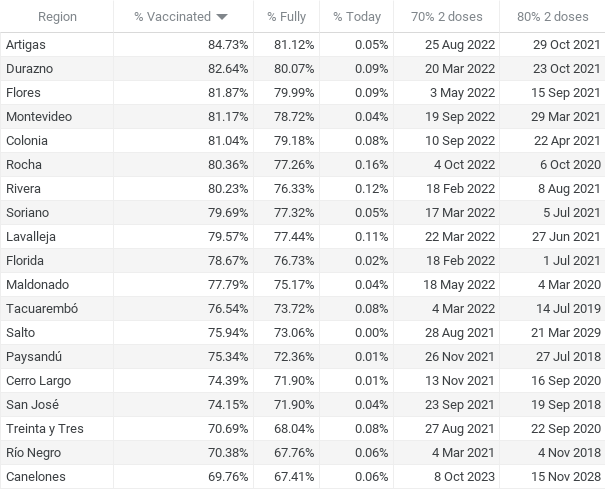 Region % Vaccinated % Fully % Today 70% 2 doses 80% 2 doses
Artigas 84.73% 81.12% 0.05% 25 Aug 2022 29 Oct 2021
Durazno 82.64% 80.07% 0.09% 20 Mar 2022 23 Oct 2021
Flores 81.87% 79.99% 0.09% 3 May 2022 15 Sep 2021
Montevideo 81.17% 78.72% 0.04% 19 Sep 2022 29 Mar 2021
Colonia 81.04% 79.18% 0.08% 10 Sep 2022 22 Apr 2021
Rocha 80.36% 77.26% 0.16% 4 Oct 2022 6 Oct 2020
Rivera 80.23% 76.33% 0.12% 18 Feb 2022 8 Aug 2021
Soriano 79.69% 77.32% 0.05% 17 Mar 2022 5 Jul 2021
Lavalleja 79.57% 77.44% 0.11% 22 Mar 2022 27 Jun 2021
Florida 78.67% 76.73% 0.02% 18 Feb 2022 1 Jul 2021
Maldonado 77.79% 75.17% 0.04% 18 May 2022 4 Mar 2020
Tacuarembó 76.54% 73.72% 0.08% 4 Mar 2022 14 Jul 2019
Salto 75.94% 73.06% 0.00% 28 Aug 2021 21 Mar 2029
Paysandú 75.34% 72.36% 0.01% 26 Nov 2021 27 Jul 2018
Cerro Largo 74.39% 71.90% 0.01% 13 Nov 2021 16 Sep 2020
San José 74.15% 71.90% 0.04% 23 Sep 2021 19 Sep 2018
Treinta y Tres 70.69% 68.04% 0.08% 27 Aug 2021 22 Sep 2020
Río Negro 70.38% 67.76% 0.06% 4 Mar 2021 4 Nov 2018
Canelones 69.76% 67.41% 0.06% 8 Oct 2023 15 Nov 2028